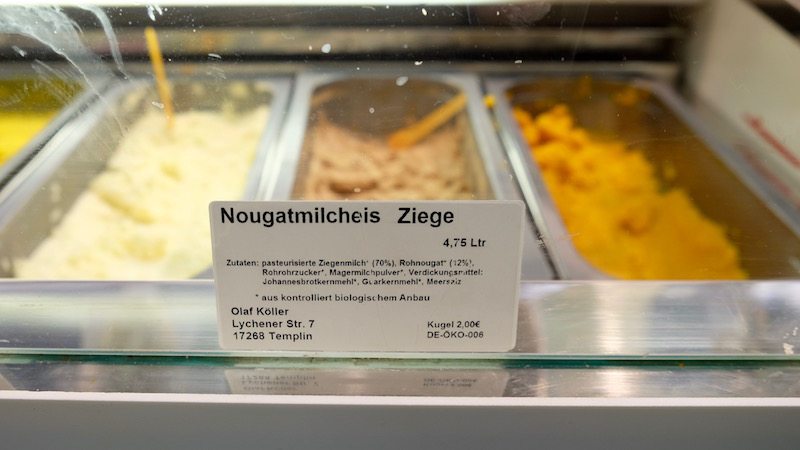 Nougatmilcheis Ziege
4,75 Ltr
Zutaten: pasteurisierte Ziegenmilch* (70%), Rohnougat* (12%),
Rohrohrzucker*, Magermilchpulver*, Verdickungsmittel:
Johannesbrotkernmehl*, Guarkernmehl*, Meersalz
* aus kontrolliert biologischem Anbau
Olaf Köller
Lychener Str. 7
17268 Templin
Kugel 2,00€
DE-ÖKO-006